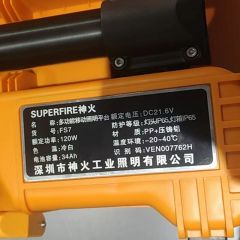 SUPERFIRE神火
名 称：多功能移动照明平台 额定电压：DC21.6V
型 号：FS7 防护等级：灯头IP65,灯箱IP65
额定功率：120W 材 质：PP+压铸铝
色 温：冷白 环境温度：-20~40℃
电池容量：34Ah 识 别 码：VEN007762H
深圳市神火工业照明有限公司